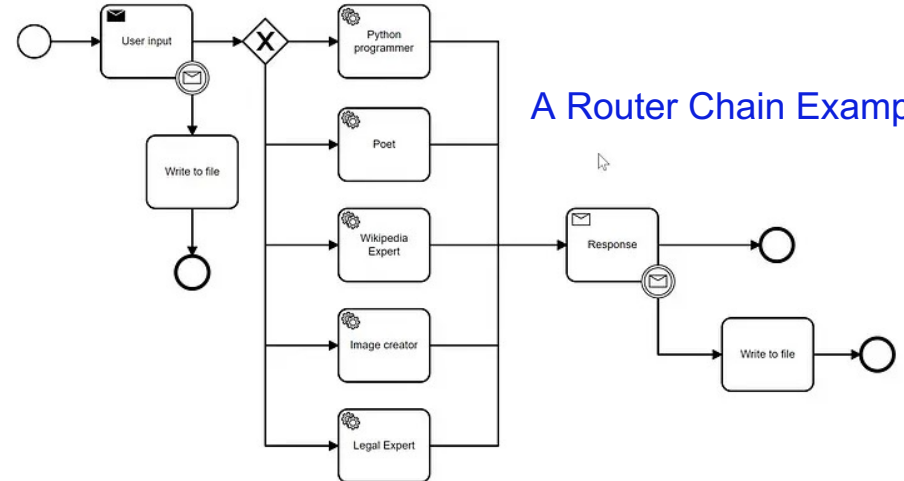 User input
X
Python
programmer
A Router Chain Examp
Poet
Write to file
Wikipedia
Expert
Response
Image creator
Write to file
Legal Expert